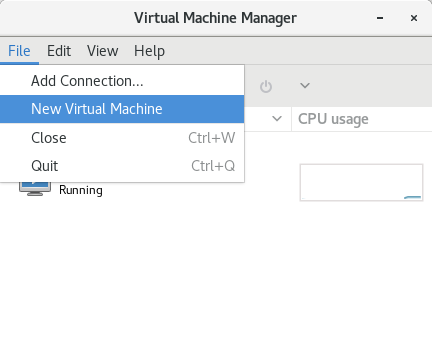 Virtual Machine Manager
File Edit View Help
Add Connection...
New Virtual Machine
CPU usage
Close Ctrl+W
Quit Ctrl+Q
Running